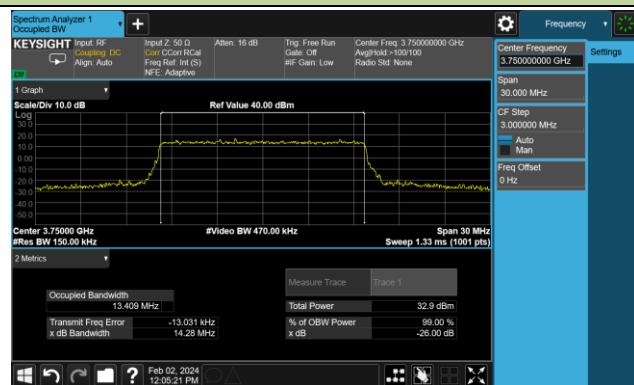 Spectrum Analyzer 1
Occupied BW
Frequency
KEYSIGHT
Input: RF
Coupling: DC
Align: Auto
Input Z: 50 Ω
Corr CCorr RCal
Freq Ref: Int (S)
NFE: Adaptive
Atten: 16 dB
Trig: Free Run
Gate: Off
#IF Gain: Low
Center Freq: 3.750000000 GHz
Avg|Hold:>100/100
Radio Std: None
1 Graph
Scale/Div 10.0 dB
Ref Value 40.00 dBm
Log
30.0
20.0
10.0
0.00
-10.0
-20.0
-30.0
-40.0
-50.0
Center 3.75000 GHz
#Res BW 150.00 kHz
#Video BW 470.00 kHz
Span 30 MHz
Sweep 1.33 ms (1001 pts)
2 Metrics
Measure Trace
Trace 1
Occupied Bandwidth
13.409 MHz
Total Power
32.9 dBm
Transmit Freq Error
-13.031 kHz
% of OBW Power
99.00 %
x dB Bandwidth
14.28 MHz
x dB
-26.00 dB
Center Frequency
3.750000000 GHz
Settings
Span
30.000 MHz
CF Step
3.000000 MHz
Auto
Man
Freq Offset
0 Hz
?
Feb 02, 2024
12:05:21 PM